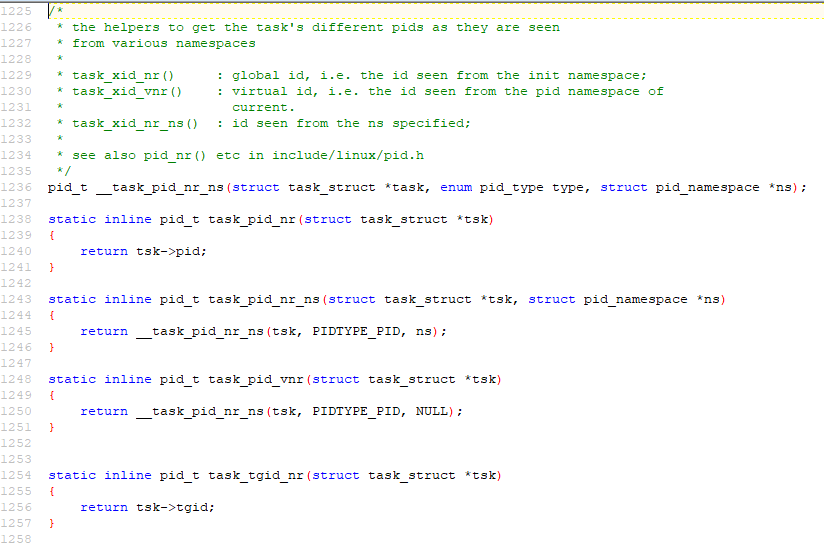 1225 /*
1226  * the helpers to get the task's different pids as they are seen
1227  * from various namespaces
1228  *
1229  * task_xid_nr()     : global id, i.e. the id seen from the init namespace;
1230  * task_xid_vnr()    : virtual id, i.e. the id seen from the pid namespace of
1231  *                     current.
1232  * task_xid_nr_ns()  : id seen from the ns specified;
1233  *
1234  * see also pid_nr() etc in include/linux/pid.h
1235  */
1236 pid_t __task_pid_nr_ns(struct task_struct *task, enum pid_type type, struct pid_namespace *ns);
1237
1238 static inline pid_t task_pid_nr(struct task_struct *tsk)
1239 {
1240     return tsk->pid;
1241 }
1242
1243 static inline pid_t task_pid_nr_ns(struct task_struct *tsk, struct pid_namespace *ns)
1244 {
1245     return __task_pid_nr_ns(tsk, PIDTYPE_PID, ns);
1246 }
1247
1248 static inline pid_t task_pid_vnr(struct task_struct *tsk)
1249 {
1250     return __task_pid_nr_ns(tsk, PIDTYPE_PID, NULL);
1251 }
1252
1253
1254 static inline pid_t task_tgid_nr(struct task_struct *tsk)
1255 {
1256     return tsk->tgid;
1257 }
1258